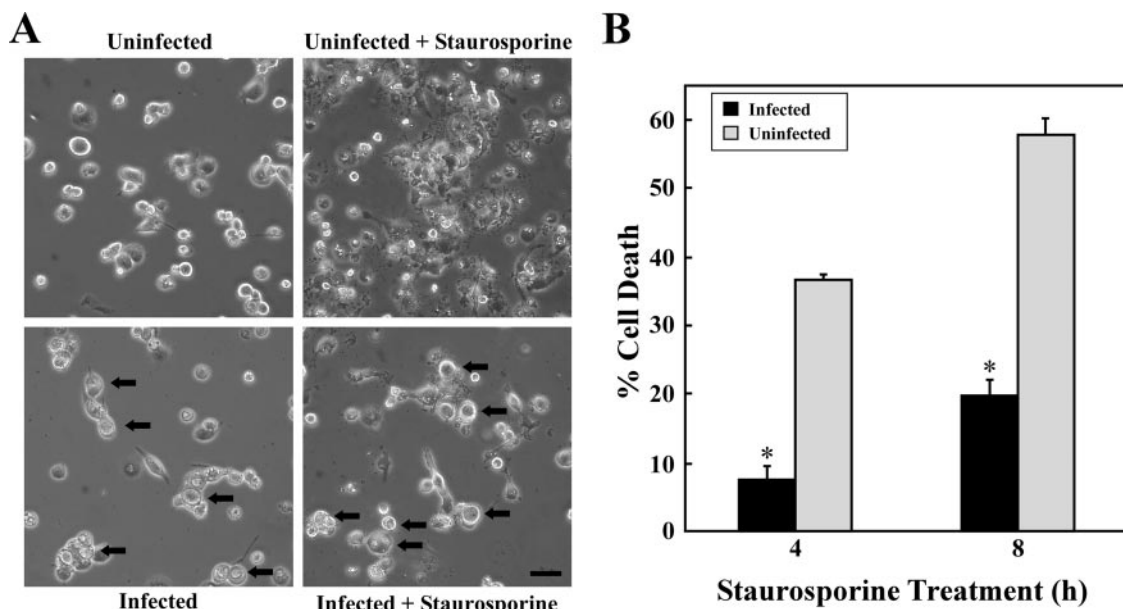 A
Uninfected
Uninfected + Staurosporine
Infected
Infected + Staurosporine
B
Infected
Uninfected
% Cell Death
60
50
40
30
20
10
0
*
*
4
8
Staurosporine Treatment (h)